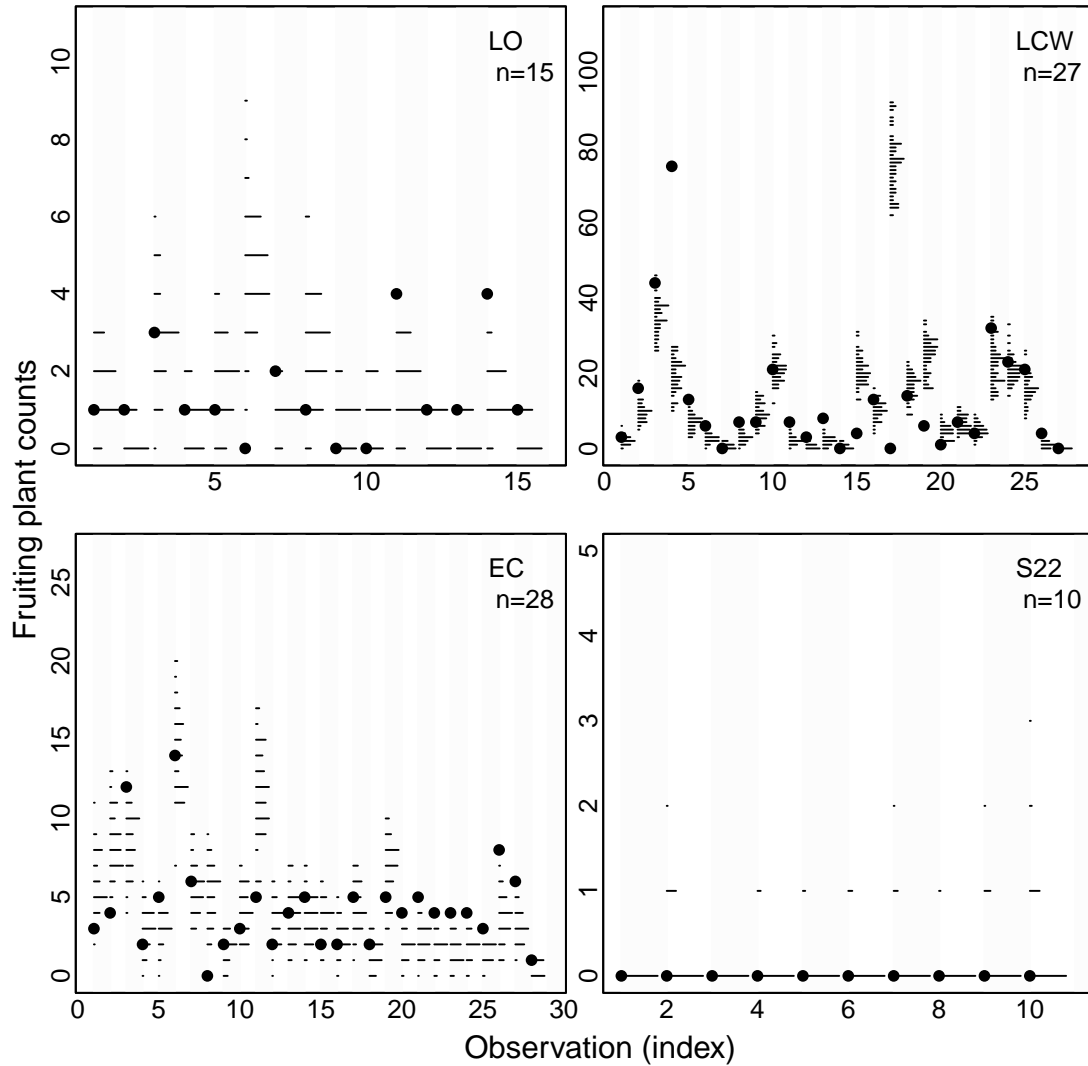 LO
n=15
0 2 4 6 8 10
5 10 15
LCW
n=27
0 20 40 60 80 100
0 5 10 15 20 25
EC
n=28
0 5 10 15 20 25
0 5 10 15 20 25 30
S22
n=10
0 1 2 3 4 5
0 2 4 6 8 10
Fruiting plant counts
Observation (index)